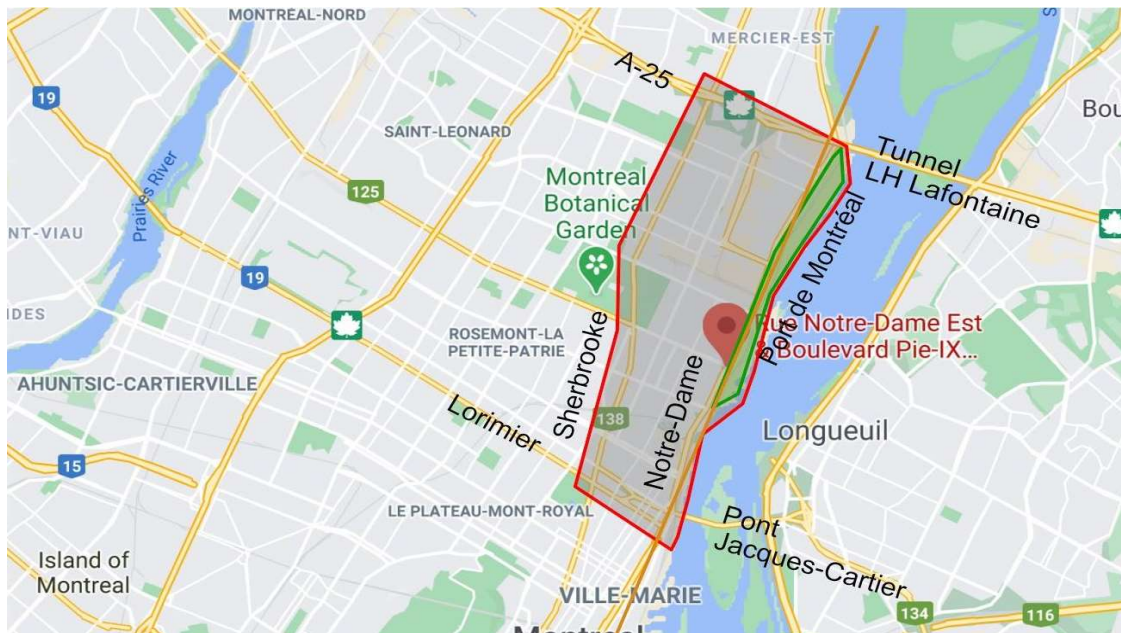 MONTRÉAL-NORD
MERCIER-EST
A-25
19
Bou
SAINT-LEONARD
Tunnel
LH Lafontaine
Prairies River
125
Montreal
Botanical
Garden
Port de Montréal
NT-VIAU
19
DES
ROSEMONT-LA
PETITE-PATRIE
Rue Notre-Dame Est
& Boulevard Pie-IX...
Sherbrooke
Notre-Dame
AHUNTSIC-CARTIERVILLE
Lorimier
138
Longueuil
15
LE PLATEAU-MONT-ROYAL
Pont
Jacques-Cartier
Island of
Montreal
VILLE-MARIE
134
116
Montreal